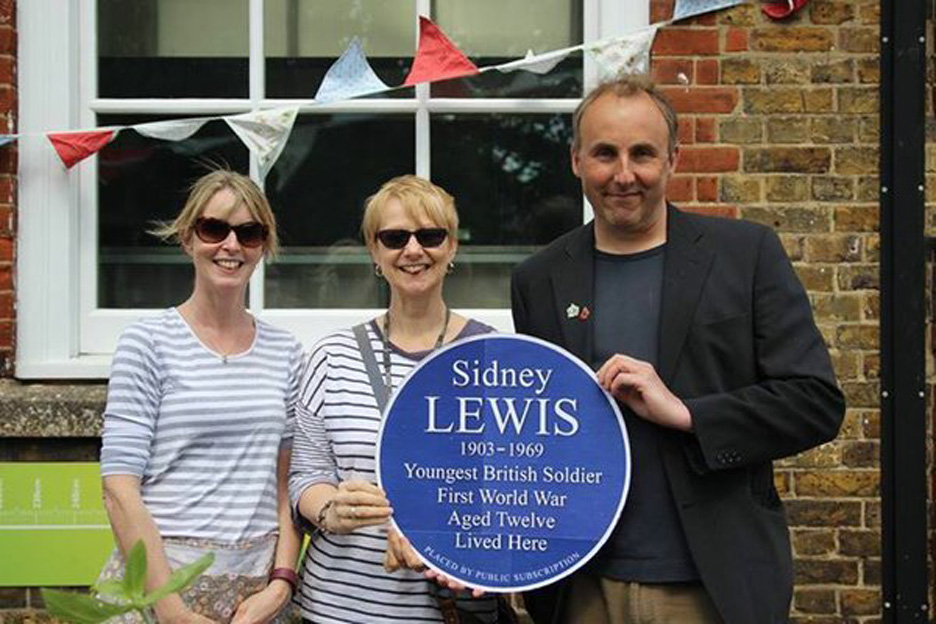 Sidney
LEWIS
1903–1969
Youngest British Soldier
First World War
Aged Twelve
Lived Here
PLACED BY PUBLIC SUBSCRIPTION